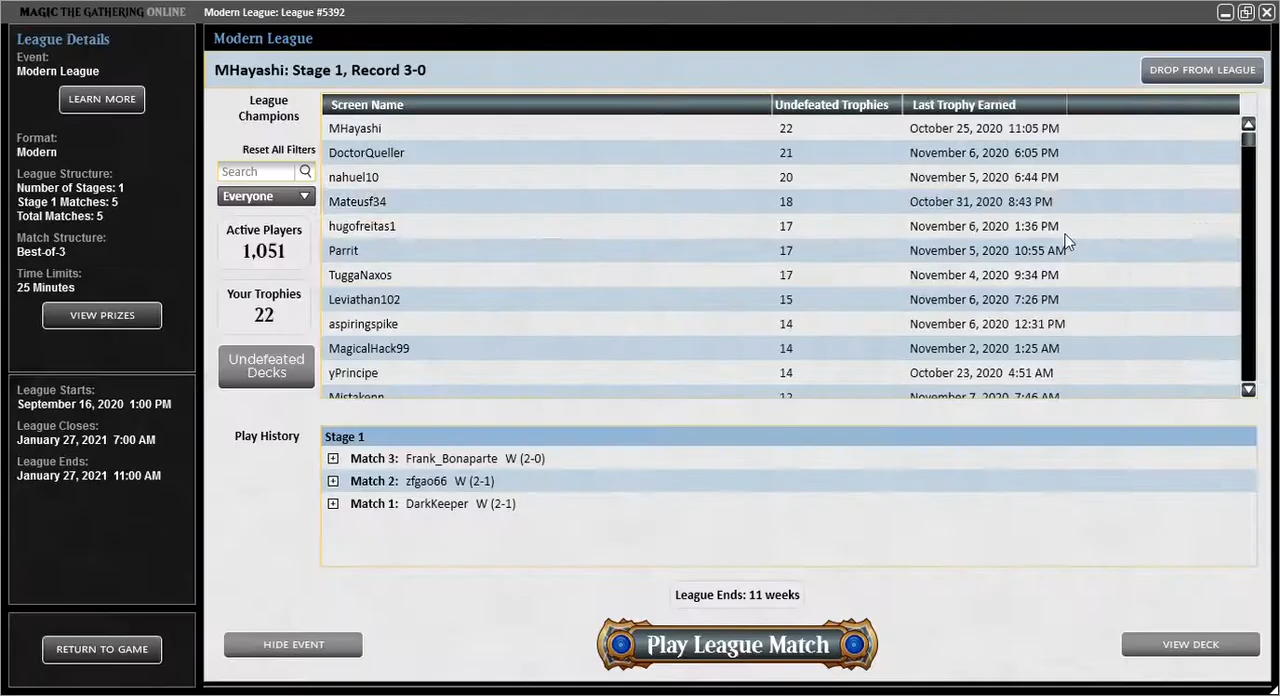 MAGIC THE GATHERING ONLINE
Modern League: League #5392
League Details
Event:
Modern League
LEARN MORE
Format:
Modern
League Structure:
Number of Stages: 1
Stage 1 Matches: 5
Total Matches: 5
Match Structure:
Best-of-3
Time Limits:
25 Minutes
VIEW PRIZES
League Starts:
September 16, 2020 1:00 PM
League Closes:
January 27, 2021 7:00 AM
League Ends:
January 27, 2021 11:00 AM
RETURN TO GAME
Modern League
MHayashi: Stage 1, Record 3-0
DROP FROM LEAGUE
League
Champions
Reset All Filters
Search
Everyone
Active Players
1,051
Your Trophies
22
Undefeated
Decks
Screen Name Undefeated Trophies Last Trophy Earned
MHayashi 22 October 25, 2020 11:05 PM
DoctorQueller 21 November 6, 2020 6:05 PM
nahuel10 20 November 5, 2020 6:44 PM
Mateusf34 18 October 31, 2020 8:43 PM
hugofreitas1 17 November 6, 2020 1:36 PM
Parrit 17 November 5, 2020 10:55 AM
TuggaNaxos 17 November 4, 2020 9:34 PM
Leviathan102 15 November 6, 2020 7:26 PM
aspiringspike 14 November 6, 2020 12:31 PM
MagicalHack99 14 November 2, 2020 1:25 AM
yPrincipe 14 October 23, 2020 4:51 AM
Mistakenn 12 November 7, 2020 7:46 AM
Play History
Stage 1
Match 3: Frank_Bonaparte W (2-0)
Match 2: zfgao66 W (2-1)
Match 1: DarkKeeper W (2-1)
League Ends: 11 weeks
HIDE EVENT
Play League Match
VIEW DECK